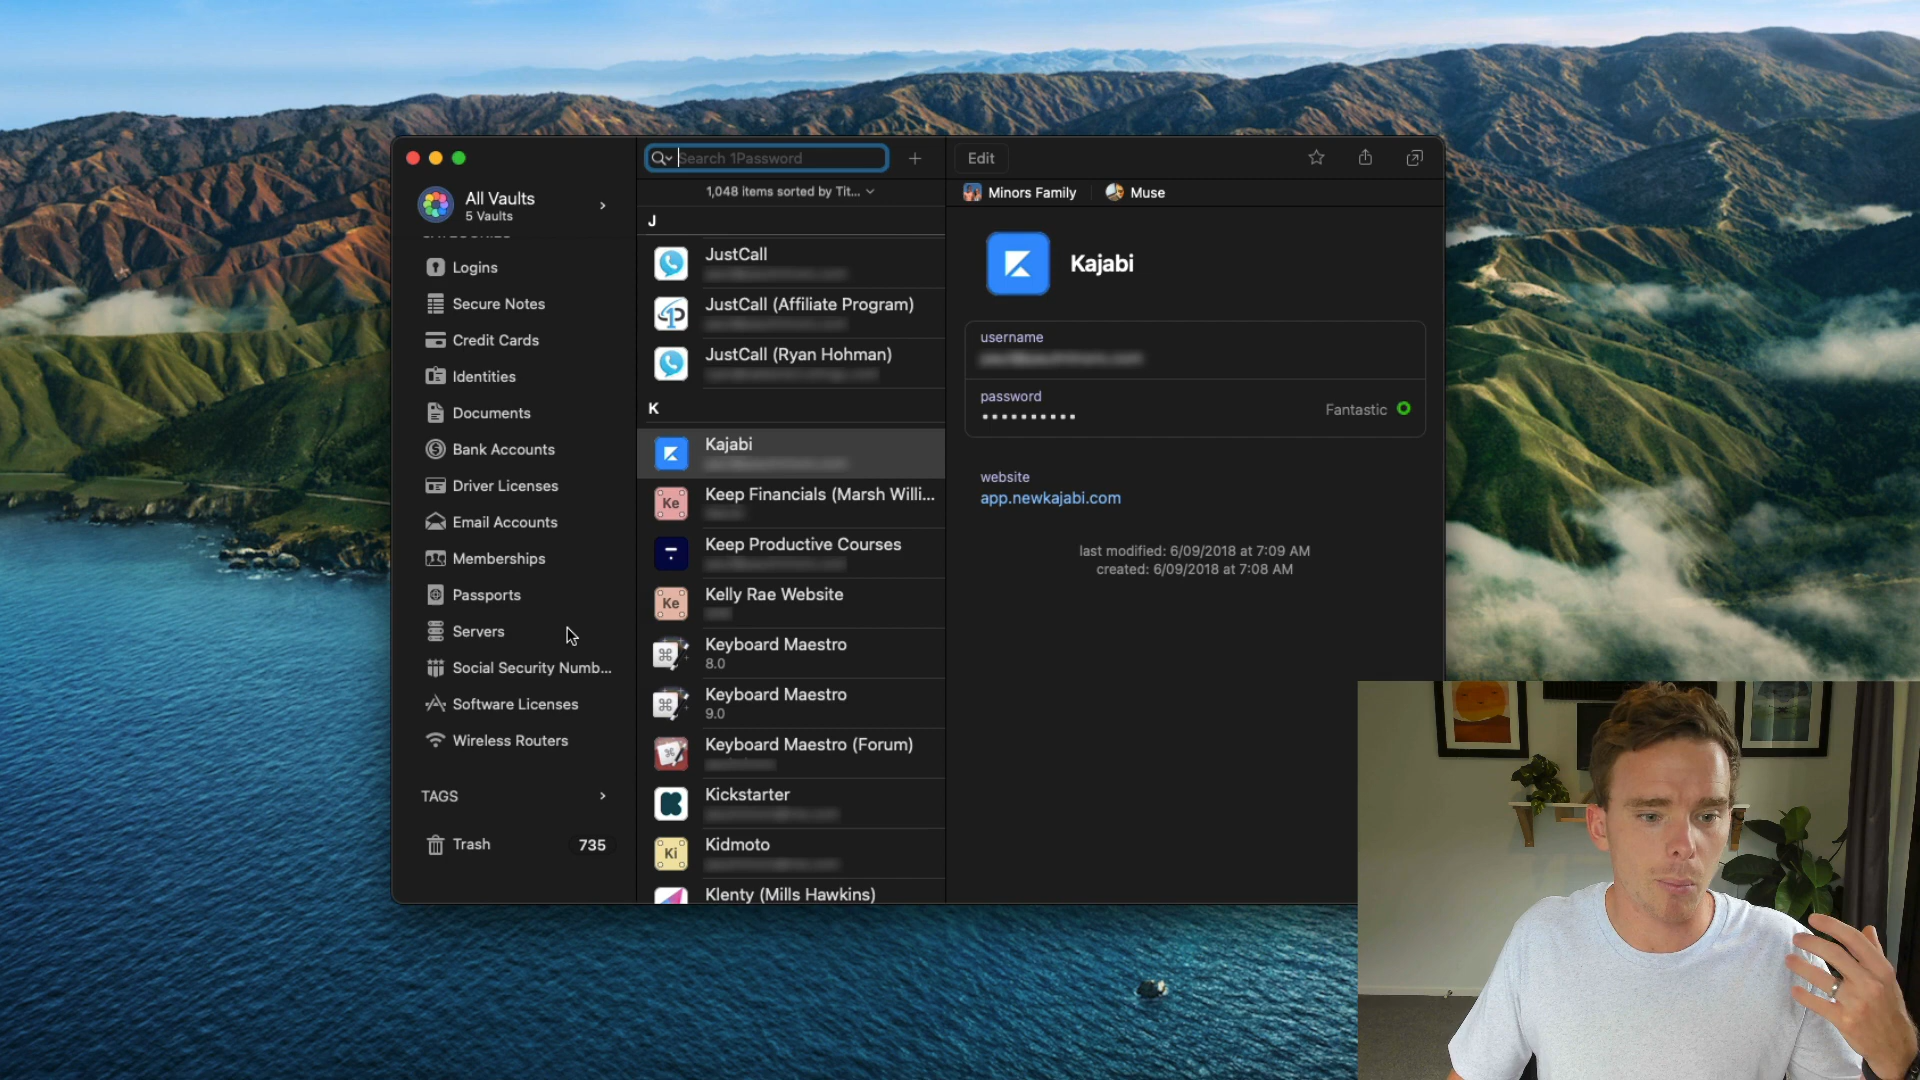 All Vaults
5 Vaults
CATEGORIES
Logins
Secure Notes
Credit Cards
Identities
Documents
Bank Accounts
Driver Licenses
Email Accounts
Memberships
Passports
Servers
Social Security Numb...
Software Licenses
Wireless Routers
TAGS
Trash
735
Search 1Password
1,048 items sorted by Tit...
J
JustCall
JustCall (Affiliate Program)
JustCall (Ryan Hohman)
K
Kajabi
Ke
Keep Financials (Marsh Willi...
Keep Productive Courses
Ke
Kelly Rae Website
Keyboard Maestro
8.0
Keyboard Maestro
9.0
Keyboard Maestro (Forum)
Kickstarter
Ki
Kidmoto
Klenty (Mills Hawkins)
Edit
Minors Family
Muse
Kajabi
username
password
••••••••••
Fantastic
website
app.newkajabi.com
last modified: 6/09/2018 at 7:09 AM
created: 6/09/2018 at 7:08 AM